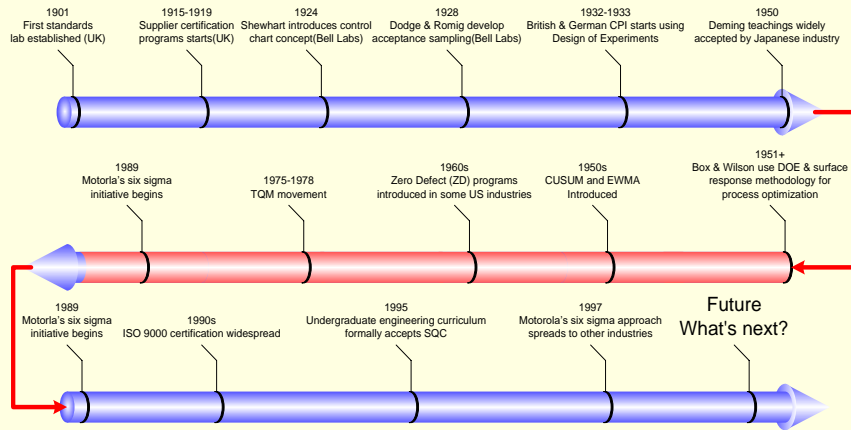 1901
First standards
lab established (UK)
1915-1919
Supplier certification
programs starts(UK)
1924
Shewhart introduces control
chart concept(Bell Labs)
1928
Dodge & Romig develop
acceptance sampling(Bell Labs)
1932-1933
British & German CPI starts using
Design of Experiments
1950
Deming teachings widely
accepted by Japanese industry
1989
Motorla's six sigma
initiative begins
1975-1978
TQM movement
1960s
Zero Defect (ZD) programs
introduced in some US industries
1950s
CUSUM and EWMA
Introduced
1951+
Box & Wilson use DOE & surface
response methodology for
process optimization
1989
Motorla's six sigma
initiative begins
1990s
ISO 9000 certification widespread
1995
Undergraduate engineering curriculum
formally accepts SQC
1997
Motorola's six sigma approach
spreads to other industries
Future
What's next?